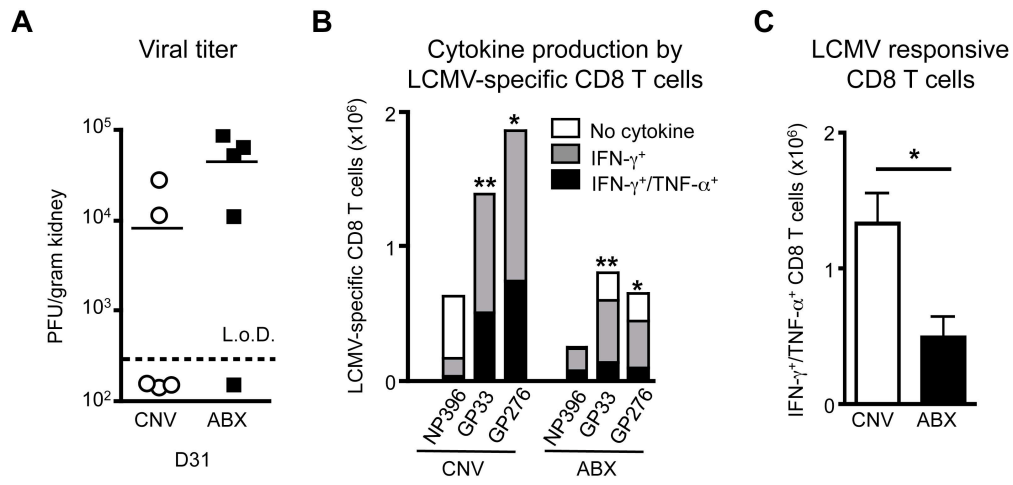 A
Viral titer
PFU/gram kidney
10⁵
10⁴
10³
10²
L.o.D.
CNV ABX
D31
B
Cytokine production by
LCMV-specific CD8 T cells
LCMV-specific CD8 T cells (x10⁶)
2
1
0
**
*
**
*
No cytokine
IFN-γ⁺
IFN-γ⁺/TNF-α⁺
NP396 GP33 GP276 NP396 GP33 GP276
CNV ABX
C
LCMV responsive
CD8 T cells
IFN-γ⁺/TNF-α⁺ CD8 T cells (x10⁶)
2
1
0
*
CNV ABX